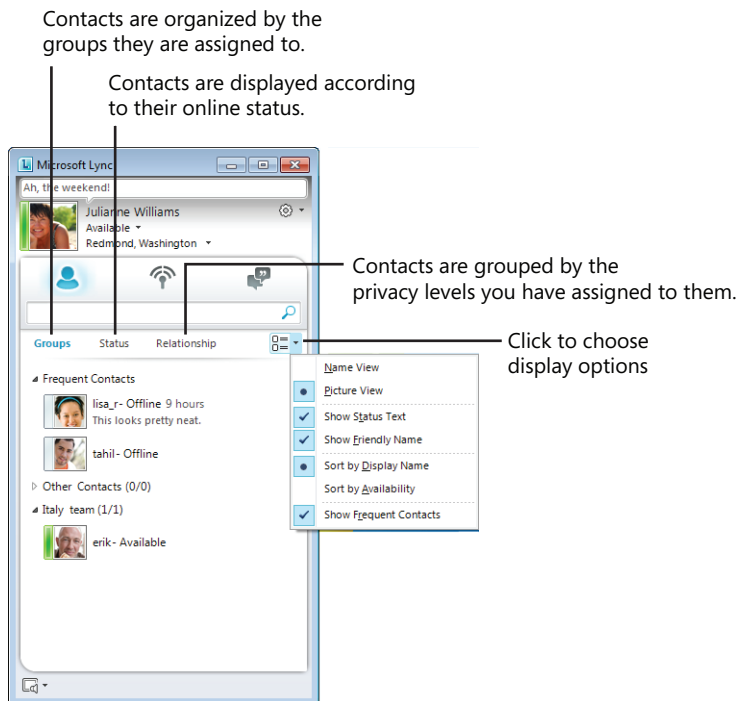 Contacts are organized by the
groups they are assigned to.
Contacts are displayed according
to their online status.
Microsoft Lync
Ah, the weekend!
Julianne Williams
Available
Redmond, Washington
Contacts are grouped by the
privacy levels you have assigned to them.
Groups Status Relationship
Click to choose
display options
Name View
Picture View
Show Status Text
Show Friendly Name
Sort by Display Name
Sort by Availability
Show Frequent Contacts
Frequent Contacts
lisa_r- Offline 9 hours
This looks pretty neat.
tahil- Offline
Other Contacts (0/0)
Italy team (1/1)
erik- Available